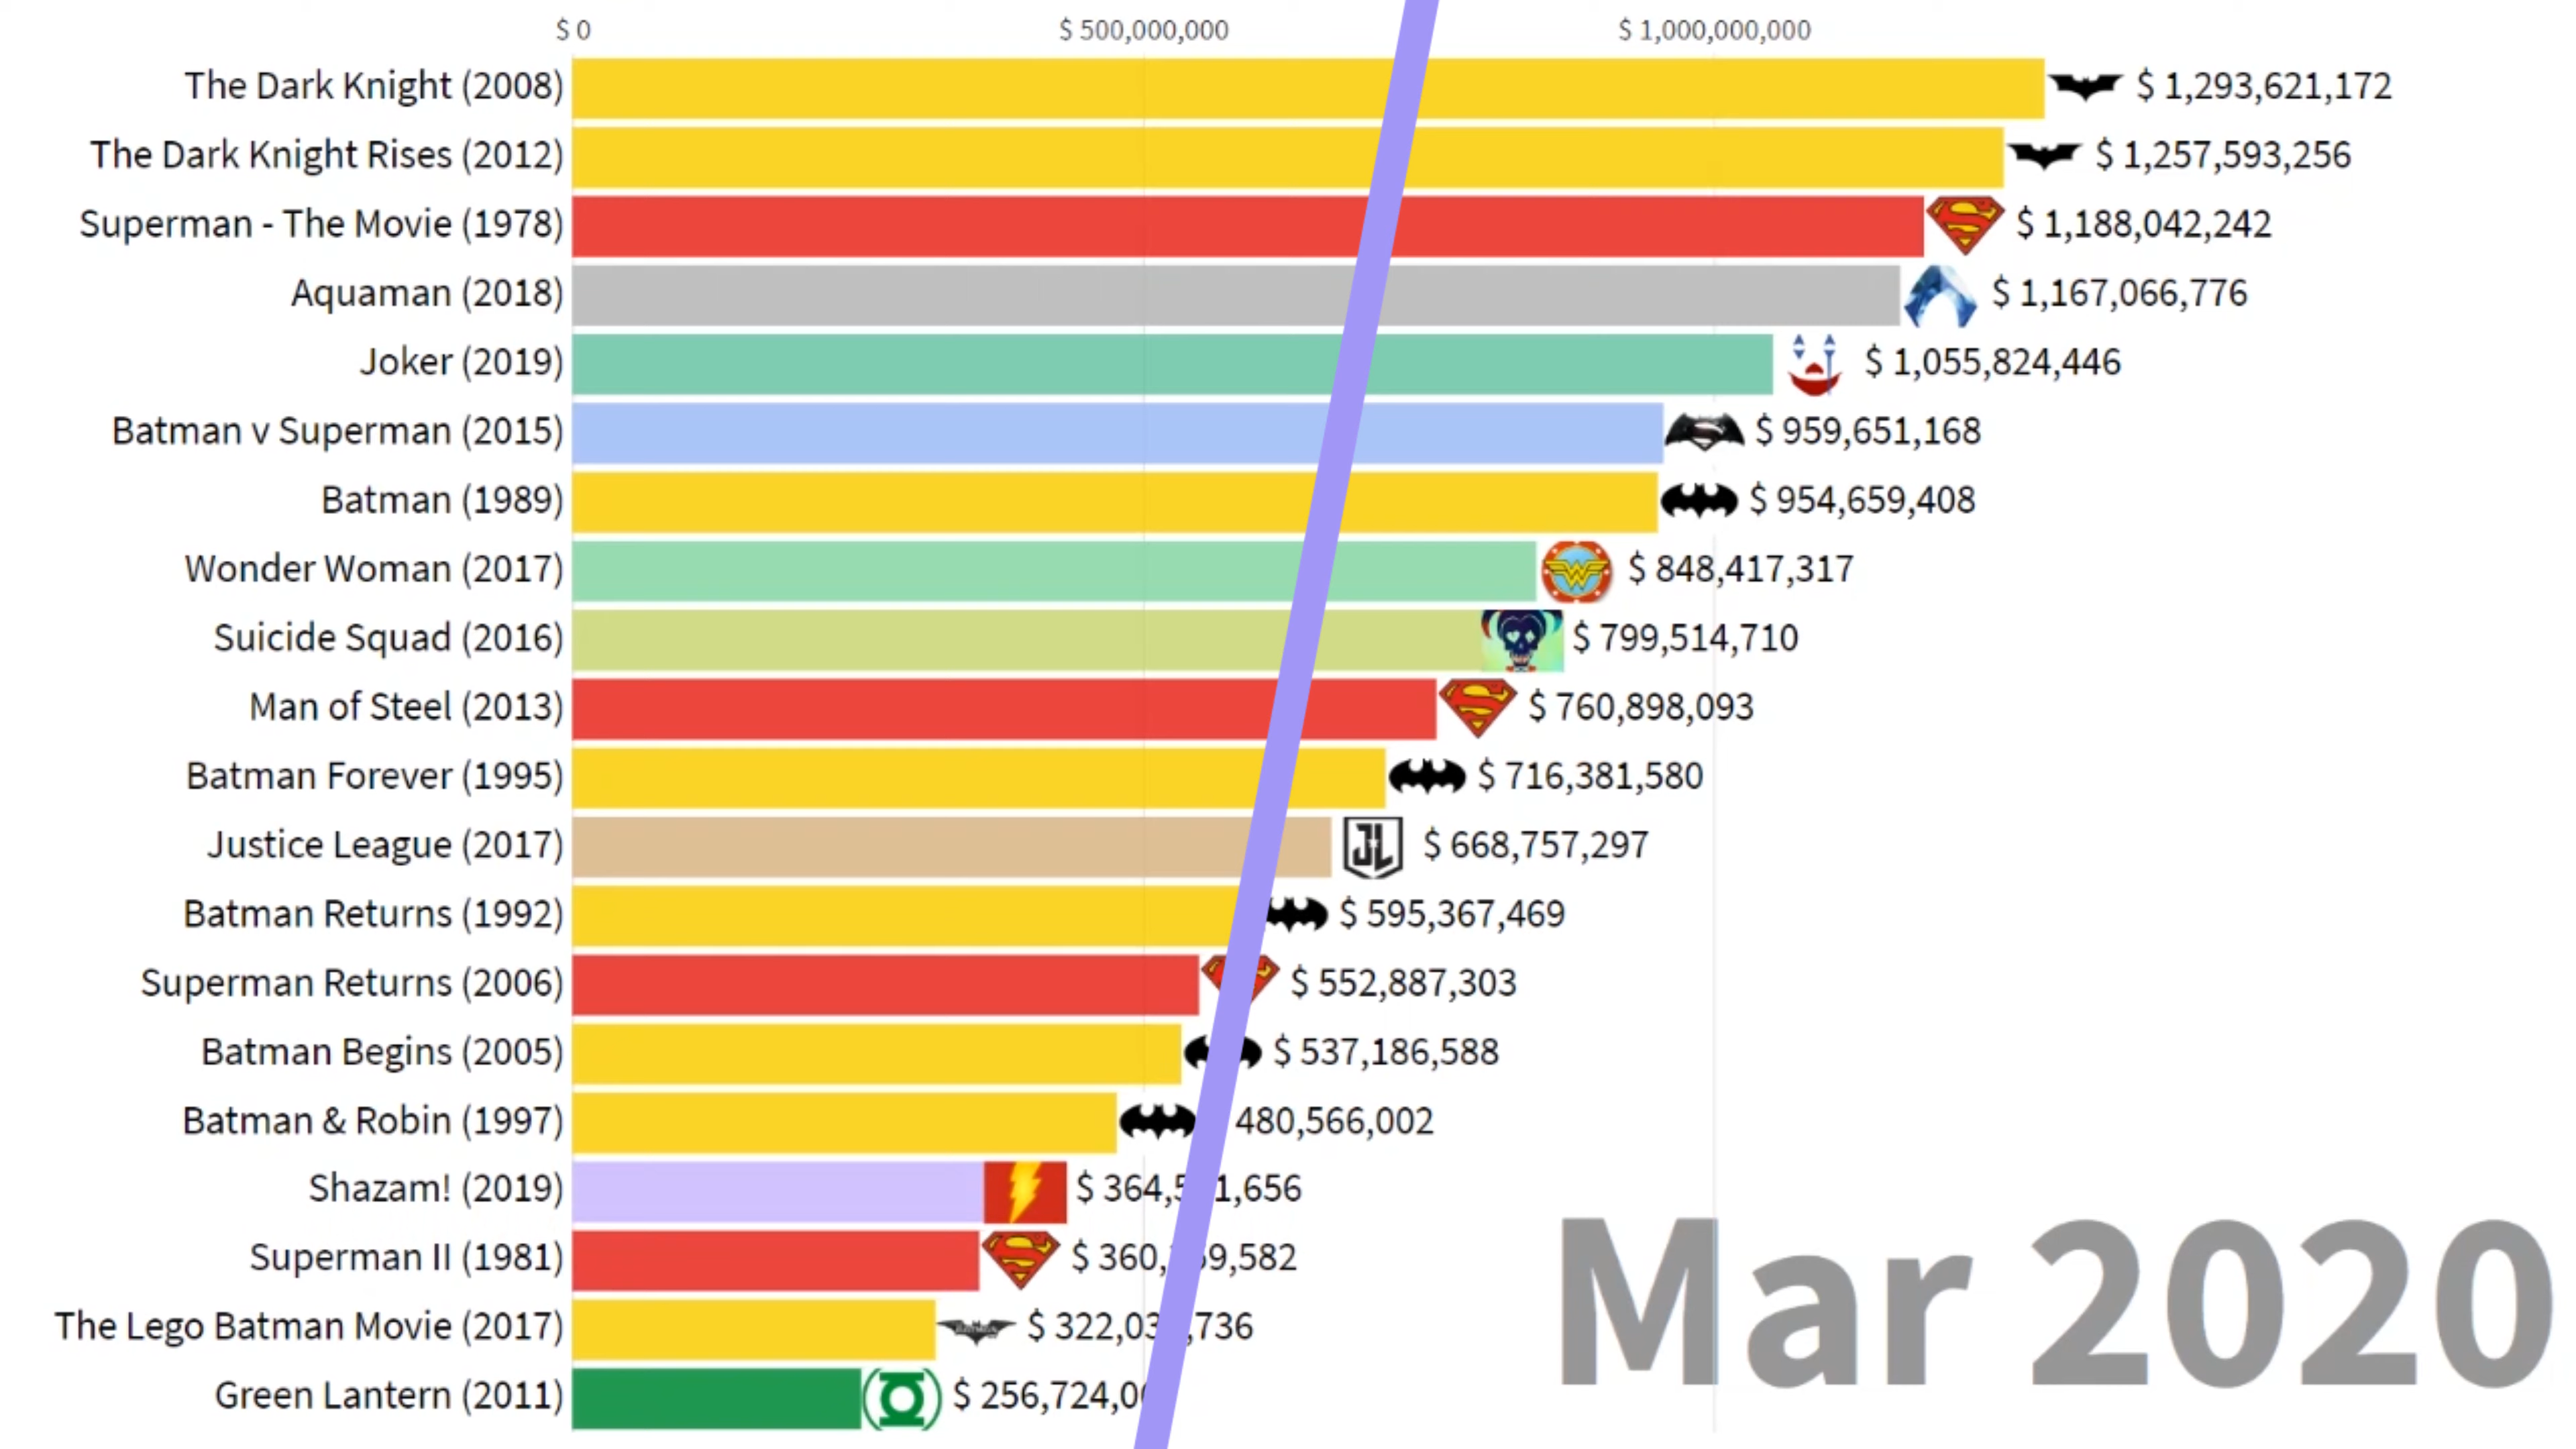 $ 0 $ 500,000,000 $ 1,000,000,000
The Dark Knight (2008) $ 1,293,621,172
The Dark Knight Rises (2012) $ 1,257,593,256
Superman - The Movie (1978) $ 1,188,042,242
Aquaman (2018) $ 1,167,066,776
Joker (2019) $ 1,055,824,446
Batman v Superman (2015) $ 959,651,168
Batman (1989) $ 954,659,408
Wonder Woman (2017) $ 848,417,317
Suicide Squad (2016) $ 799,514,710
Man of Steel (2013) $ 760,898,093
Batman Forever (1995) $ 716,381,580
Justice League (2017) JL $ 668,757,297
Batman Returns (1992) $ 595,367,469
Superman Returns (2006) $ 552,887,303
Batman Begins (2005) $ 537,186,588
Batman & Robin (1997) 480,566,002
Shazam! (2019) $
Superman II (1981) $
The Lego Batman Movie (2017) $
Green Lantern (2011) $
Mar 2020